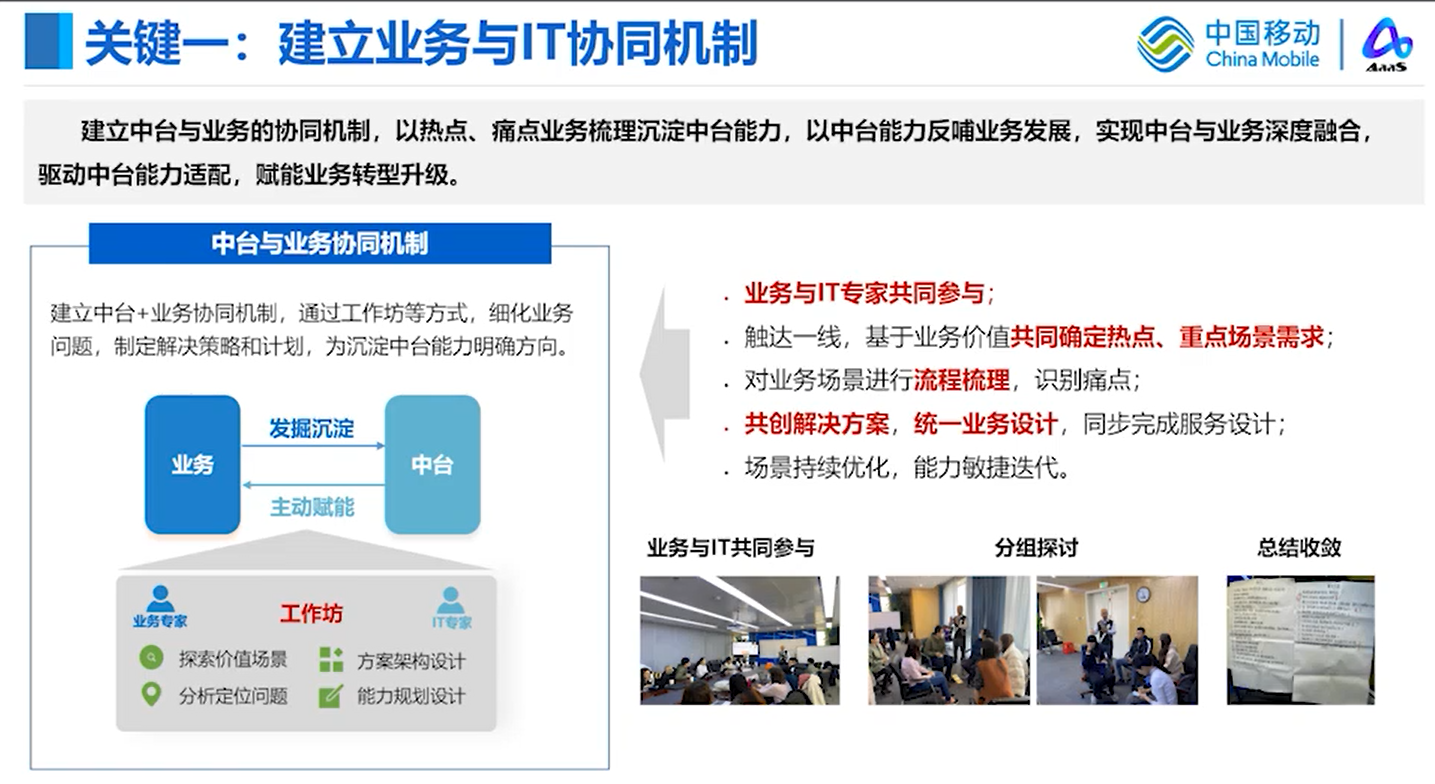 关键一：建立业务与IT协同机制
中国移动
China Mobile
AaaS
建立中台与业务的协同机制，以热点、痛点业务梳理沉淀中台能力，以中台能力反哺业务发展，实现中台与业务深度融合，
驱动中台能力适配，赋能业务转型升级。
中台与业务协同机制
建立中台+业务协同机制，通过工作坊等方式，细化业务
问题，制定解决策略和计划，为沉淀中台能力明确方向。
业务
发掘沉淀
主动赋能
中台
业务专家
工作坊
IT专家
探索价值场景
方案架构设计
分析定位问题
能力规划设计
. 业务与IT专家共同参与；
. 触达一线，基于业务价值共同确定热点、重点场景需求；
. 对业务场景进行流程梳理，识别痛点；
. 共创解决方案，统一业务设计，同步完成服务设计；
. 场景持续优化，能力敏捷迭代。
业务与IT共同参与
分组探讨
总结收敛